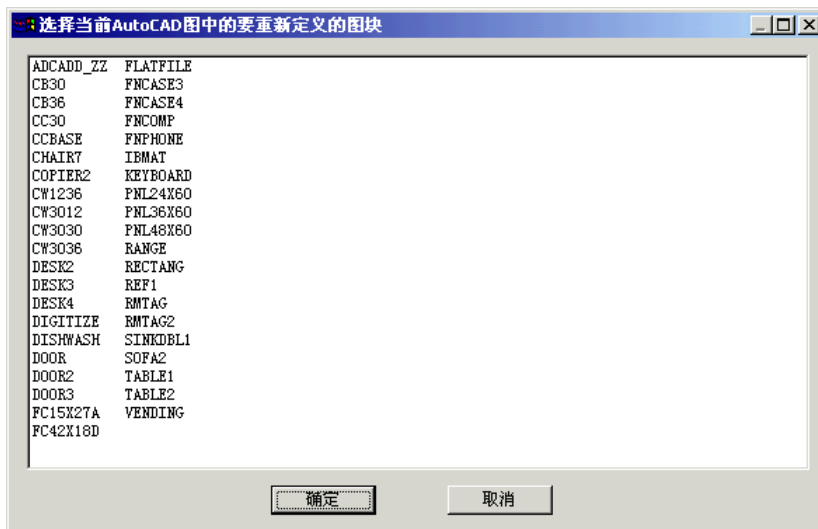 选择当前AutoCAD图中的要重新定义的图块
ADCADD_ZZ FLATFILE
CB30 FNCASE3
CB36 FNCASE4
CC30 FNCOMP
CCBASE FNPHONE
CHAIR7 IBMAT
COPIER2 KEYBOARD
CW1236 PNL24X60
CW3012 PNL36X60
CW3030 PNL48X60
CW3036 RANGE
DESK2 RECTANG
DESK3 REF1
DESK4 RMTAG
DIGITIZE RMTAG2
DISHWASH SINKDBL1
DOOR SOFA2
DOOR2 TABLE1
DOOR3 TABLE2
FC15X27A VENDING
FC42X18D
确定 取消